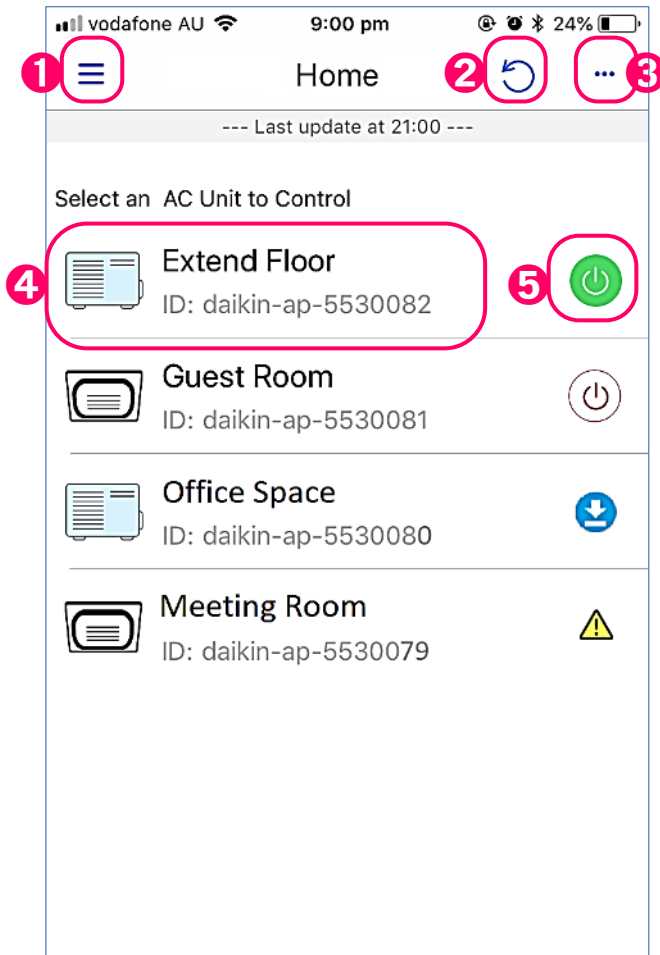 vodafone AU 9:00 pm 24%
1 Home 2 ... 3
--- Last update at 21:00 ---
Select an AC Unit to Control
4 Extend Floor 5
ID: daikin-ap-5530082
Guest Room
ID: daikin-ap-5530081
Office Space
ID: daikin-ap-5530080
Meeting Room
ID: daikin-ap-5530079